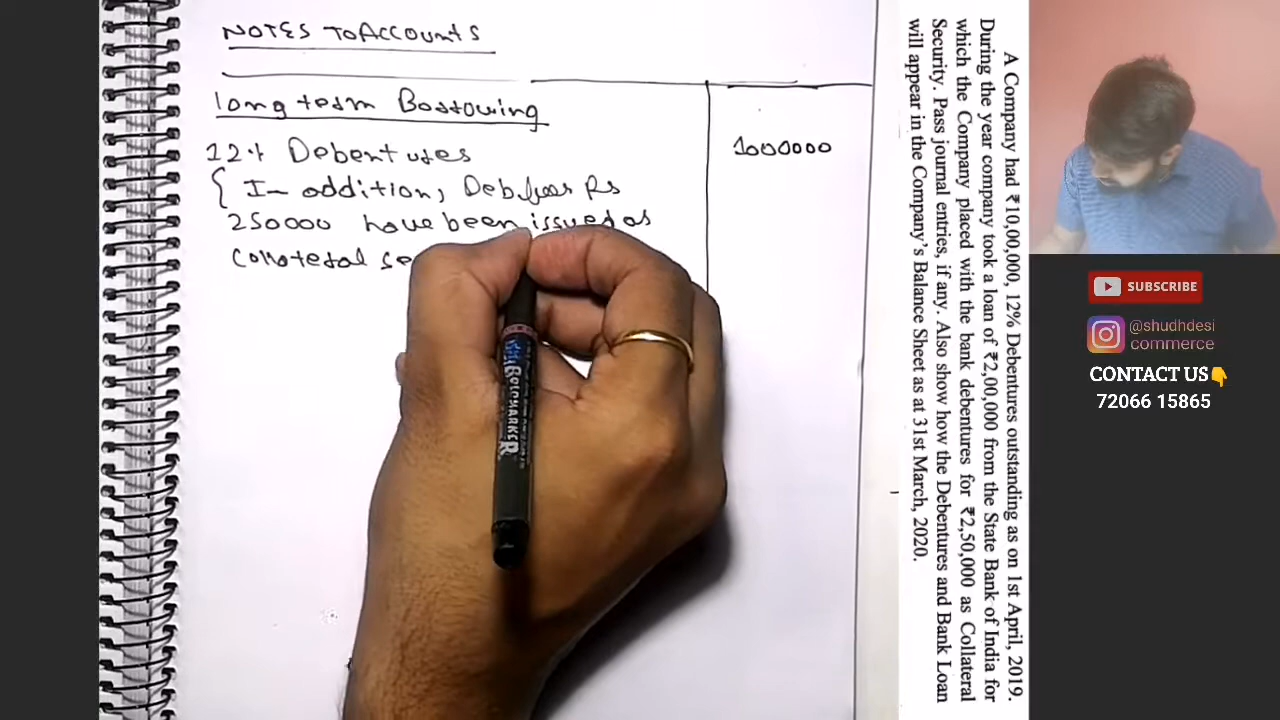 NOTES To Accounts
long term Borrowing
12% Debentures
1000000
{ In addition, Deb. for Rs
250000 have been issued as
Collateral se
A Company had ₹10,00,000, 12% Debentures outstanding as on 1st April, 2019.
During the year company took a loan of ₹2,00,000 from the State Bank of India for
which the Company placed with the bank debentures for ₹2,50,000 as Collateral
Security. Pass journal entries, if any. Also show how the Debentures and Bank Loan
will appear in the Company's Balance Sheet as at 31st March, 2020.
SUBSCRIBE
@shudhdesi
commerce
CONTACT US👇
72066 15865
BOLDMARKER